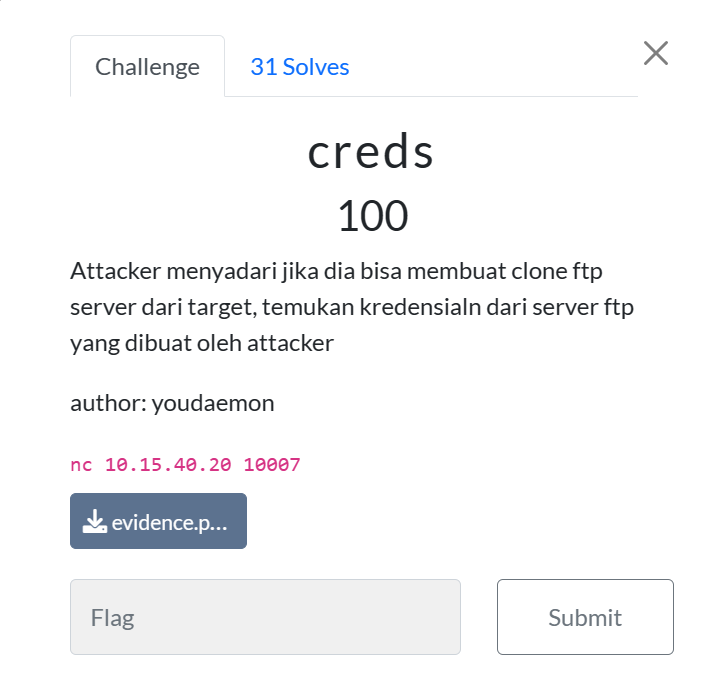 Challenge
31 Solves
creds
100
Attacker menyadari jika dia bisa membuat clone ftp
server dari target, temukan kredensialn dari server ftp
yang dibuat oleh attacker
author: youdaemon
nc 10.15.40.20 10007
evidence.p...
Flag
Submit